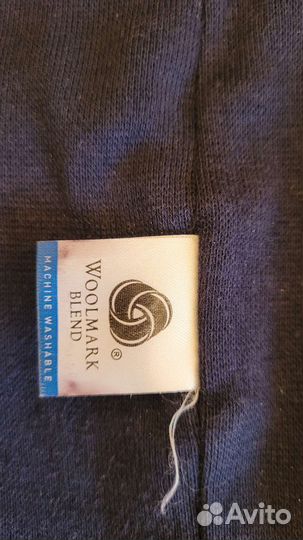 WOOLMARK
BLEND
®
MACHINE WASHABLE
Avito